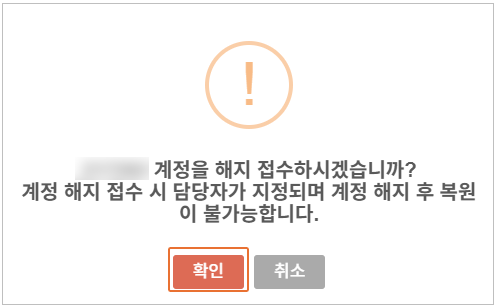 계정을 해지 접수하시겠습니까?
계정 해지 접수 시 담당자가 지정되며 계정 해지 후 복원
이 불가능합니다.
확인 취소